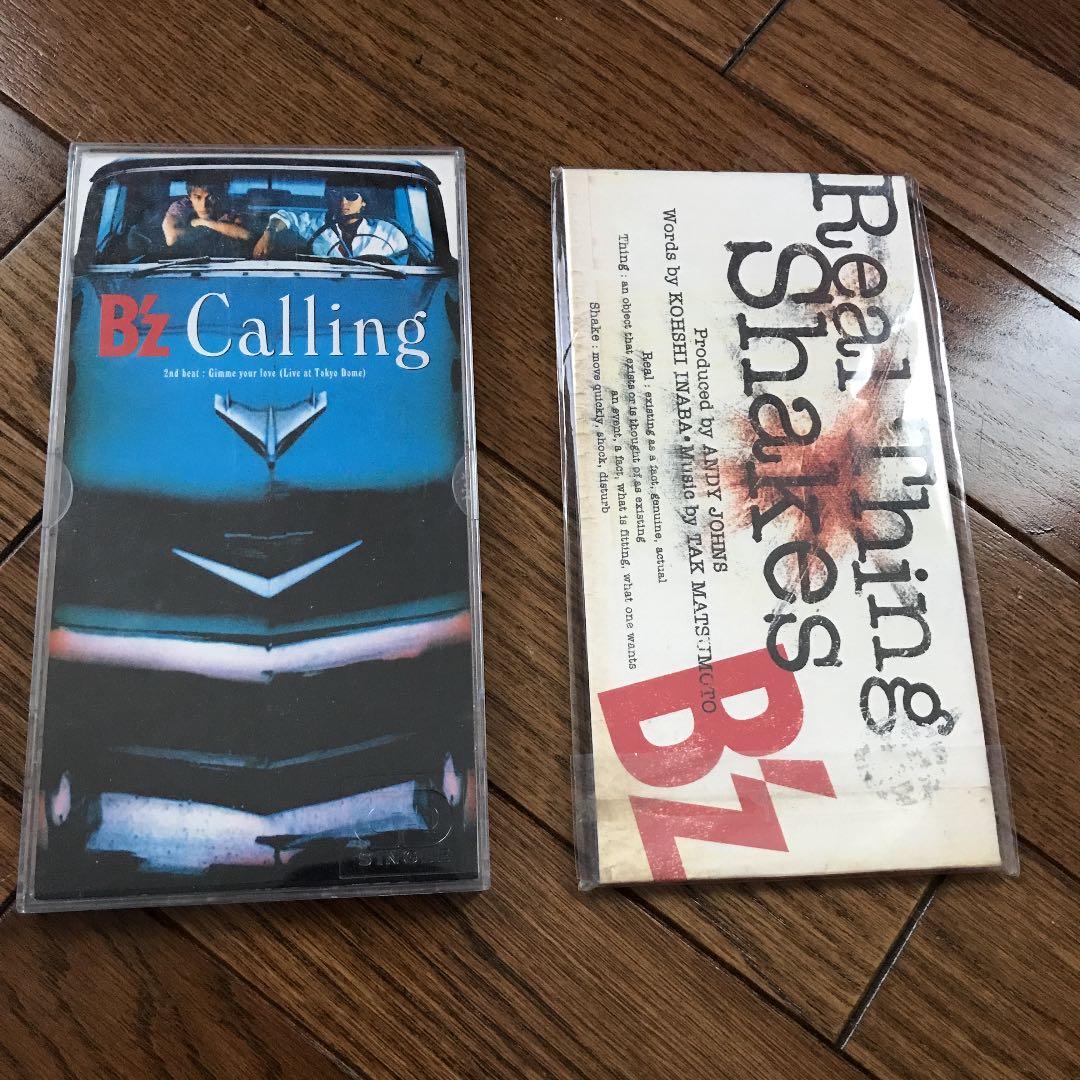 B'z Calling
2nd beat : Gimme your love (Live at Tokyo Dome)
SINGLE
Real Thing
Shakes
Produced by ANDY JOHNS
Words by KOHSHI INABA • Music by TAK MATSUMOTO
Real : existing as a fact, genuine, actual
Thing : an object that exists or is thought of as existing
an event, a fact, what is fitting, what one wants
Shake : move quickly, shock, disturb
B'z